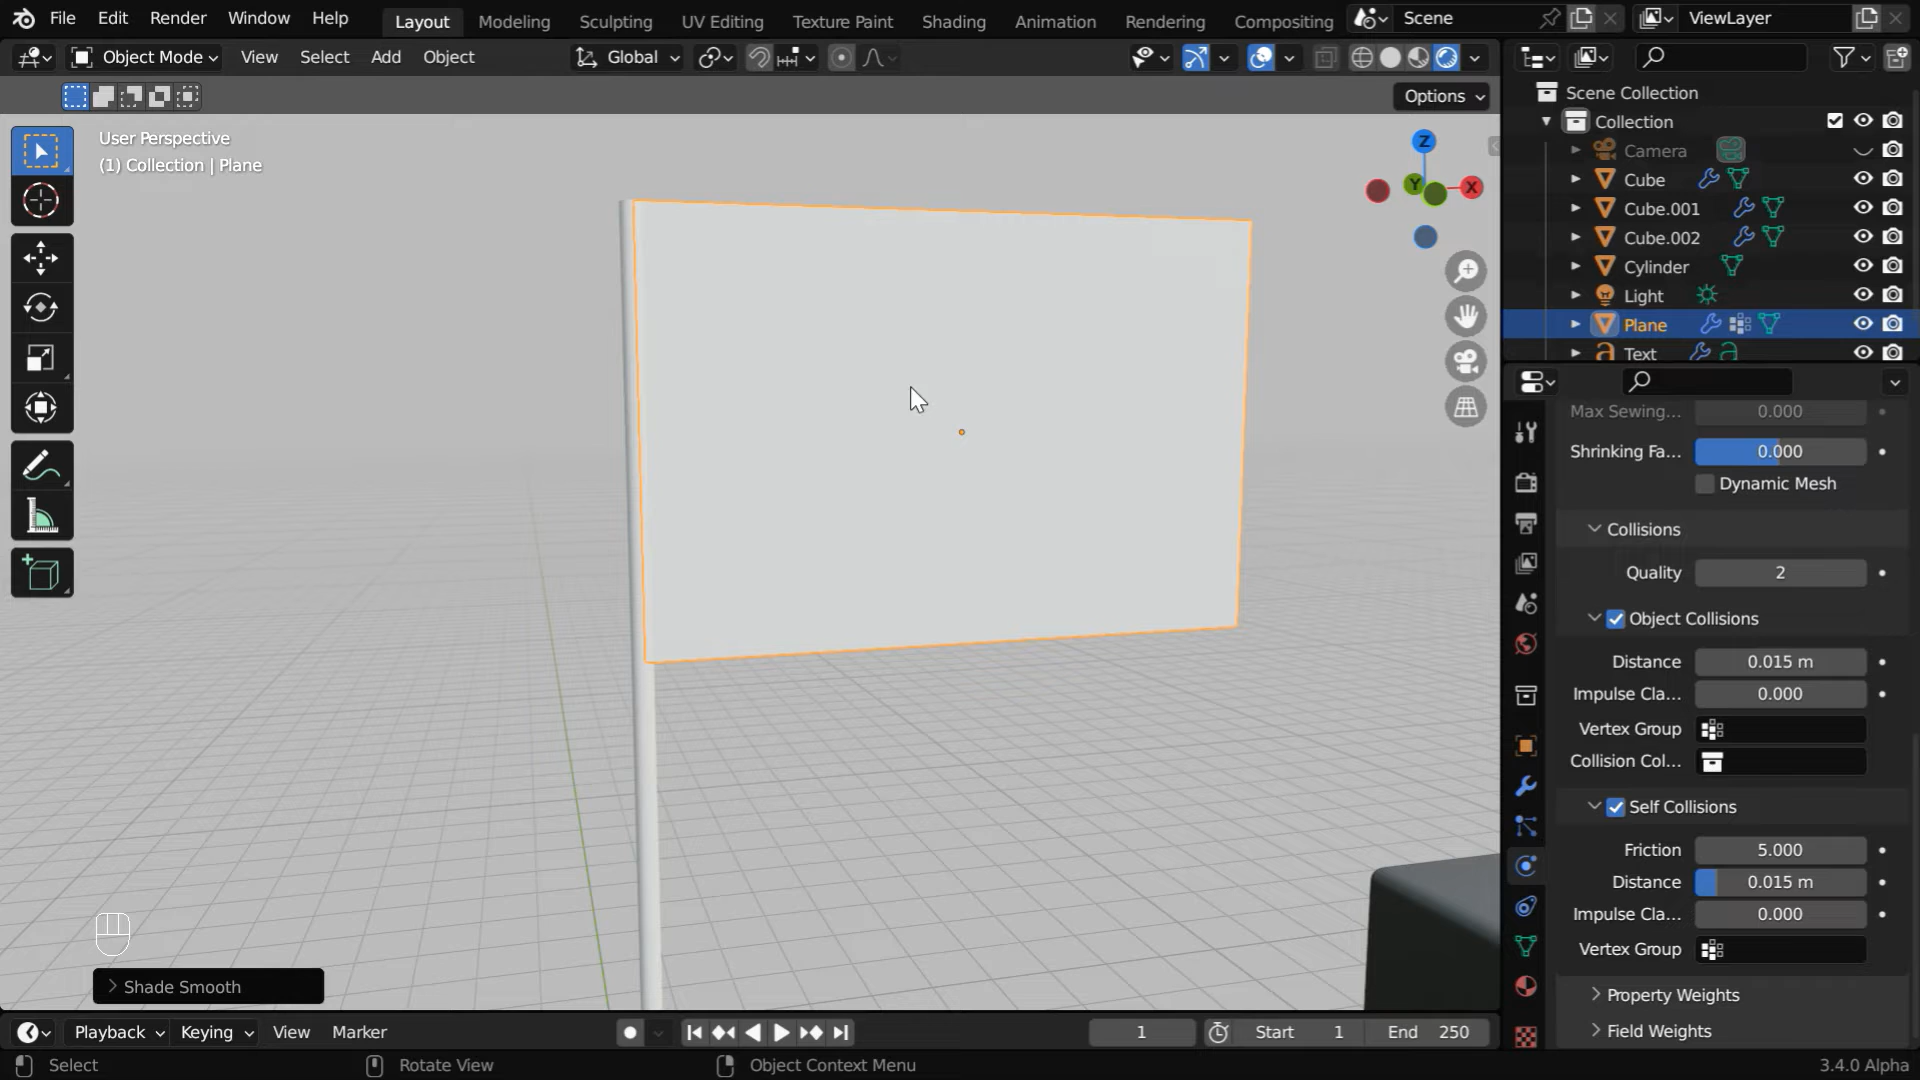 File Edit Render Window Help Layout Modeling Sculpting UV Editing Texture Paint Shading Animation Rendering Compositing Scene ViewLayer
Object Mode View Select Add Object Global
Options
User Perspective
(1) Collection | Plane
Z
Y
X
Scene Collection
Collection
Camera
Cube
Cube.001
Cube.002
Cylinder
Light
Plane
Text
Max Sewing... 0.000
Shrinking Fa... 0.000
Dynamic Mesh
Collisions
Quality 2
Object Collisions
Distance 0.015 m
Impulse Cla... 0.000
Vertex Group
Collision Col...
Self Collisions
Friction 5.000
Distance 0.015 m
Impulse Cla... 0.000
Vertex Group
Property Weights
Field Weights
Shade Smooth
Playback Keying View Marker 1 Start 1 End 250
Select Rotate View Object Context Menu 3.4.0 Alpha